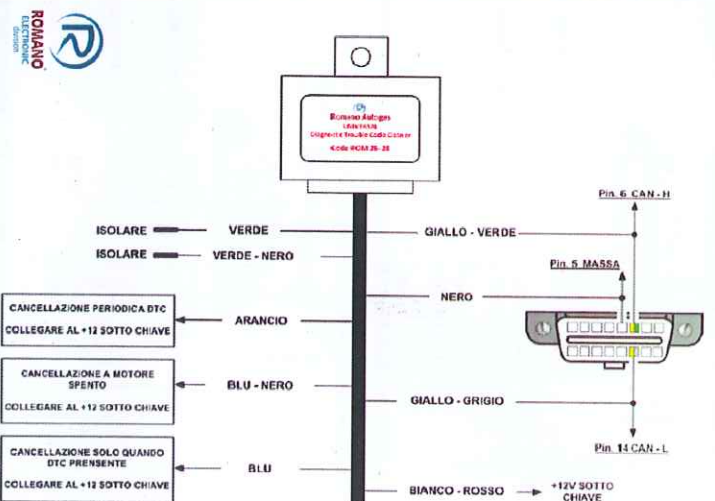 ROMANO
ELECTRONIC
division
Romano Autogas
UNIVERSAL
Diagnostic Trouble Code Cleaner
Pin. 6 CAN - H
ISOLARE
VERDE
GIALLO - VERDE
ISOLARE
VERDE - NERO
Pin. 5 MASSA
NERO
CANCELLAZIONE PERIODICA DTC
COLLEGARE AL +12 SOTTO CHIAVE
ARANCIO
CANCELLAZIONE A MOTORE
SPENTO
COLLEGARE AL +12 SOTTO CHIAVE
BLU - NERO
GIALLO - GRIGIO
Pin. 14 CAN - L
CANCELLAZIONE SOLO QUANDO
DTC PRENSENTE
COLLEGARE AL +12 SOTTO CHIAVE
BLU
BIANCO - ROSSO
+12V SOTTO
CHIAVE